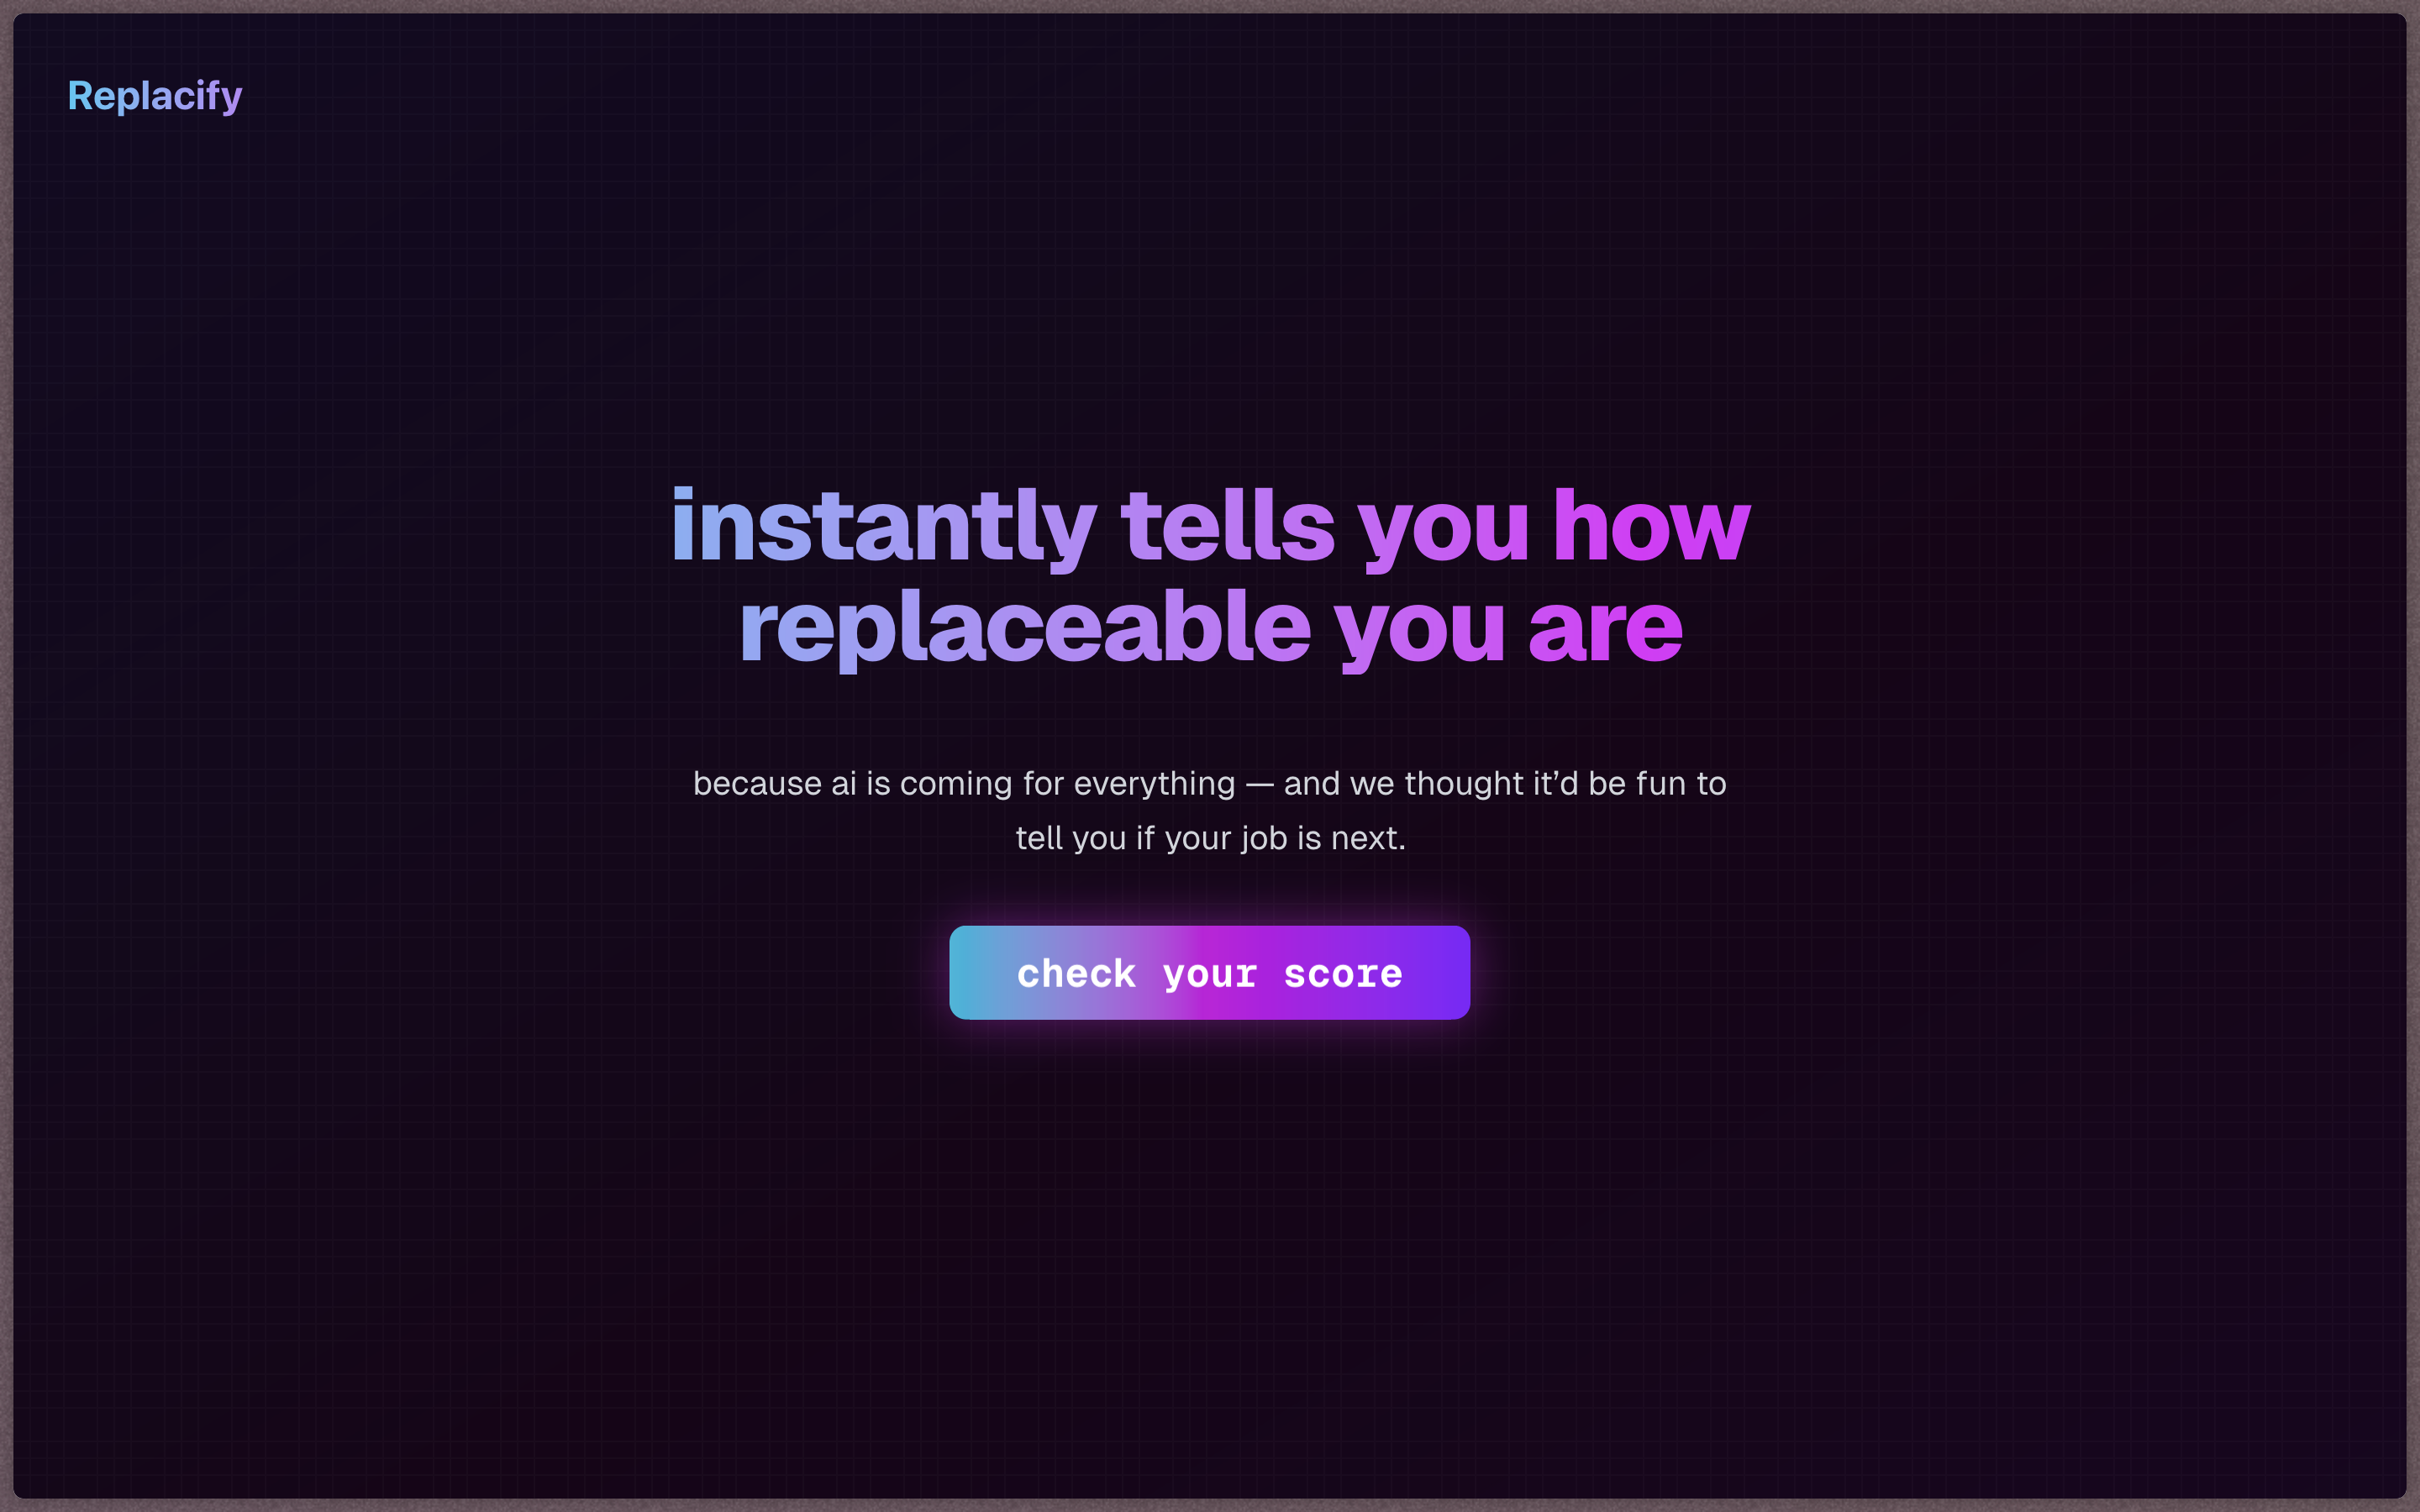 Replacify
instantly tells you how
replaceable you are
because ai is coming for everything — and we thought it’d be fun to
tell you if your job is next.
check your score